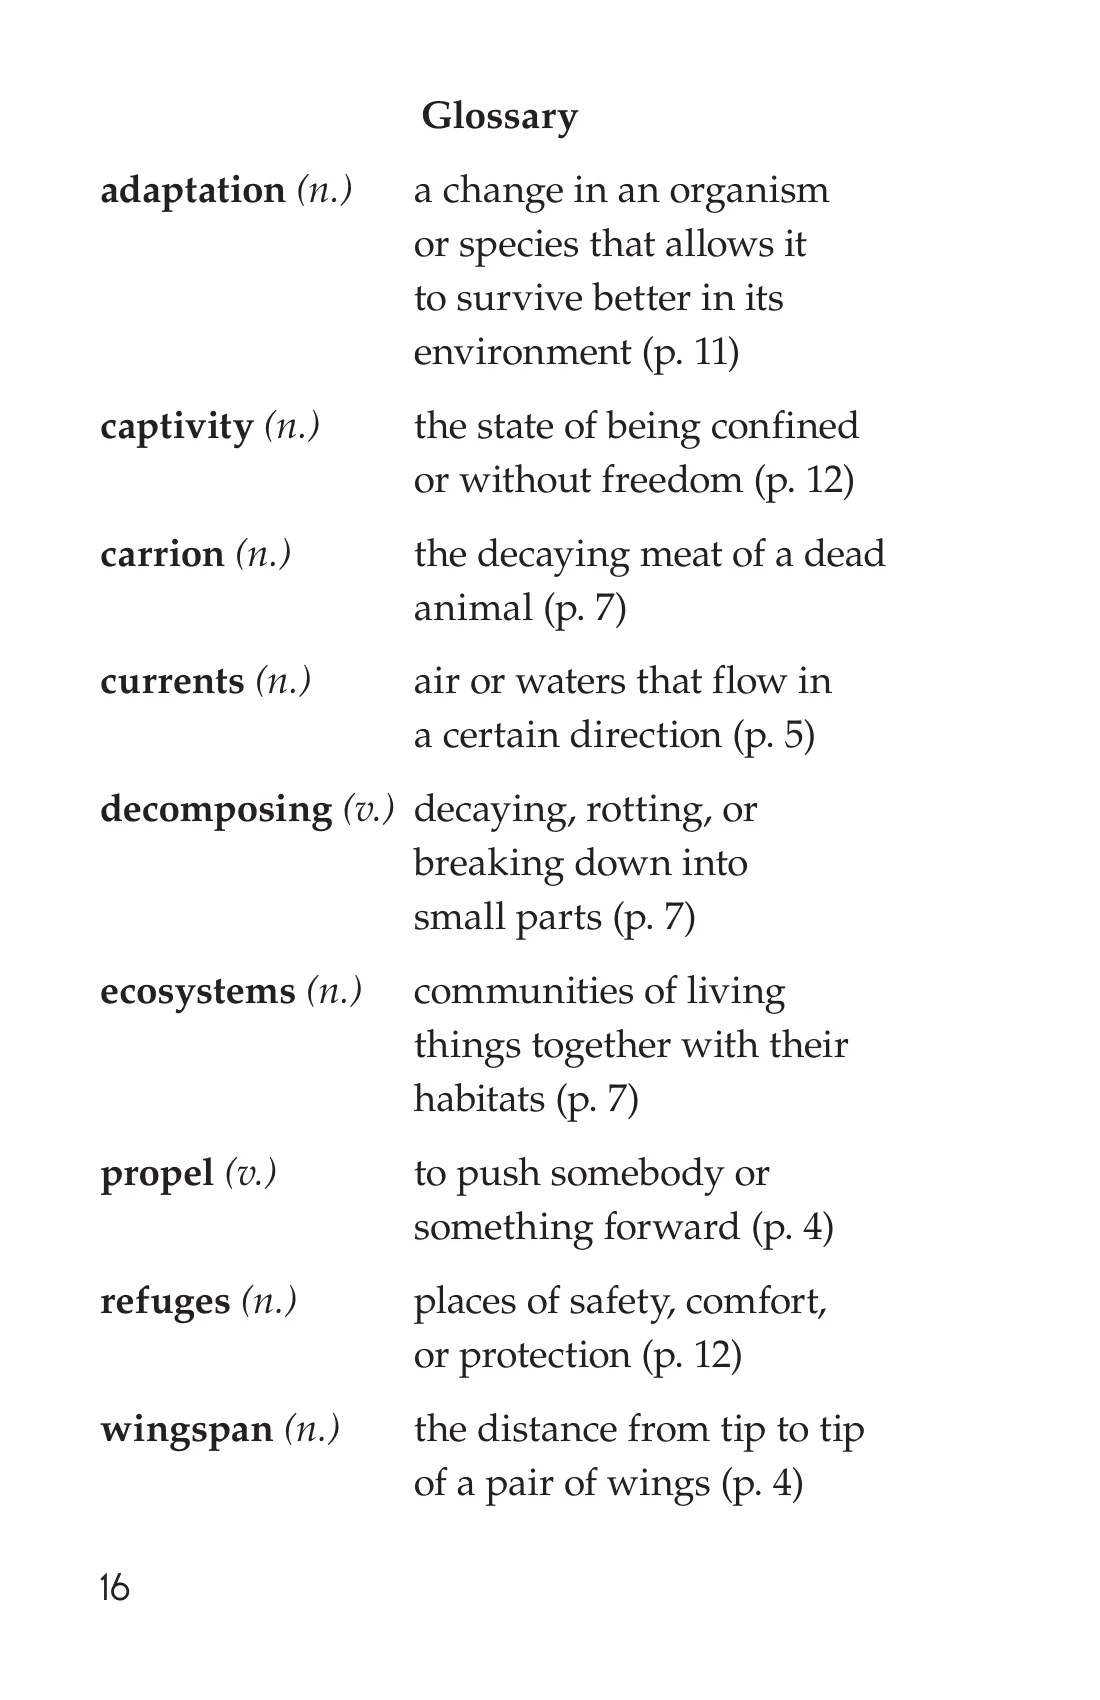 Glossary
adaptation (n.) a change in an organism
or species that allows it
to survive better in its
environment (p. 11)
captivity (n.) the state of being confined
or without freedom (p. 12)
carrion (n.) the decaying meat of a dead
animal (p. 7)
currents (n.) air or waters that flow in
a certain direction (p. 5)
decomposing (v.) decaying, rotting, or
breaking down into
small parts (p. 7)
ecosystems (n.) communities of living
things together with their
habitats (p. 7)
propel (v.) to push somebody or
something forward (p. 4)
refuges (n.) places of safety, comfort,
or protection (p. 12)
wingspan (n.) the distance from tip to tip
of a pair of wings (p. 4)
16